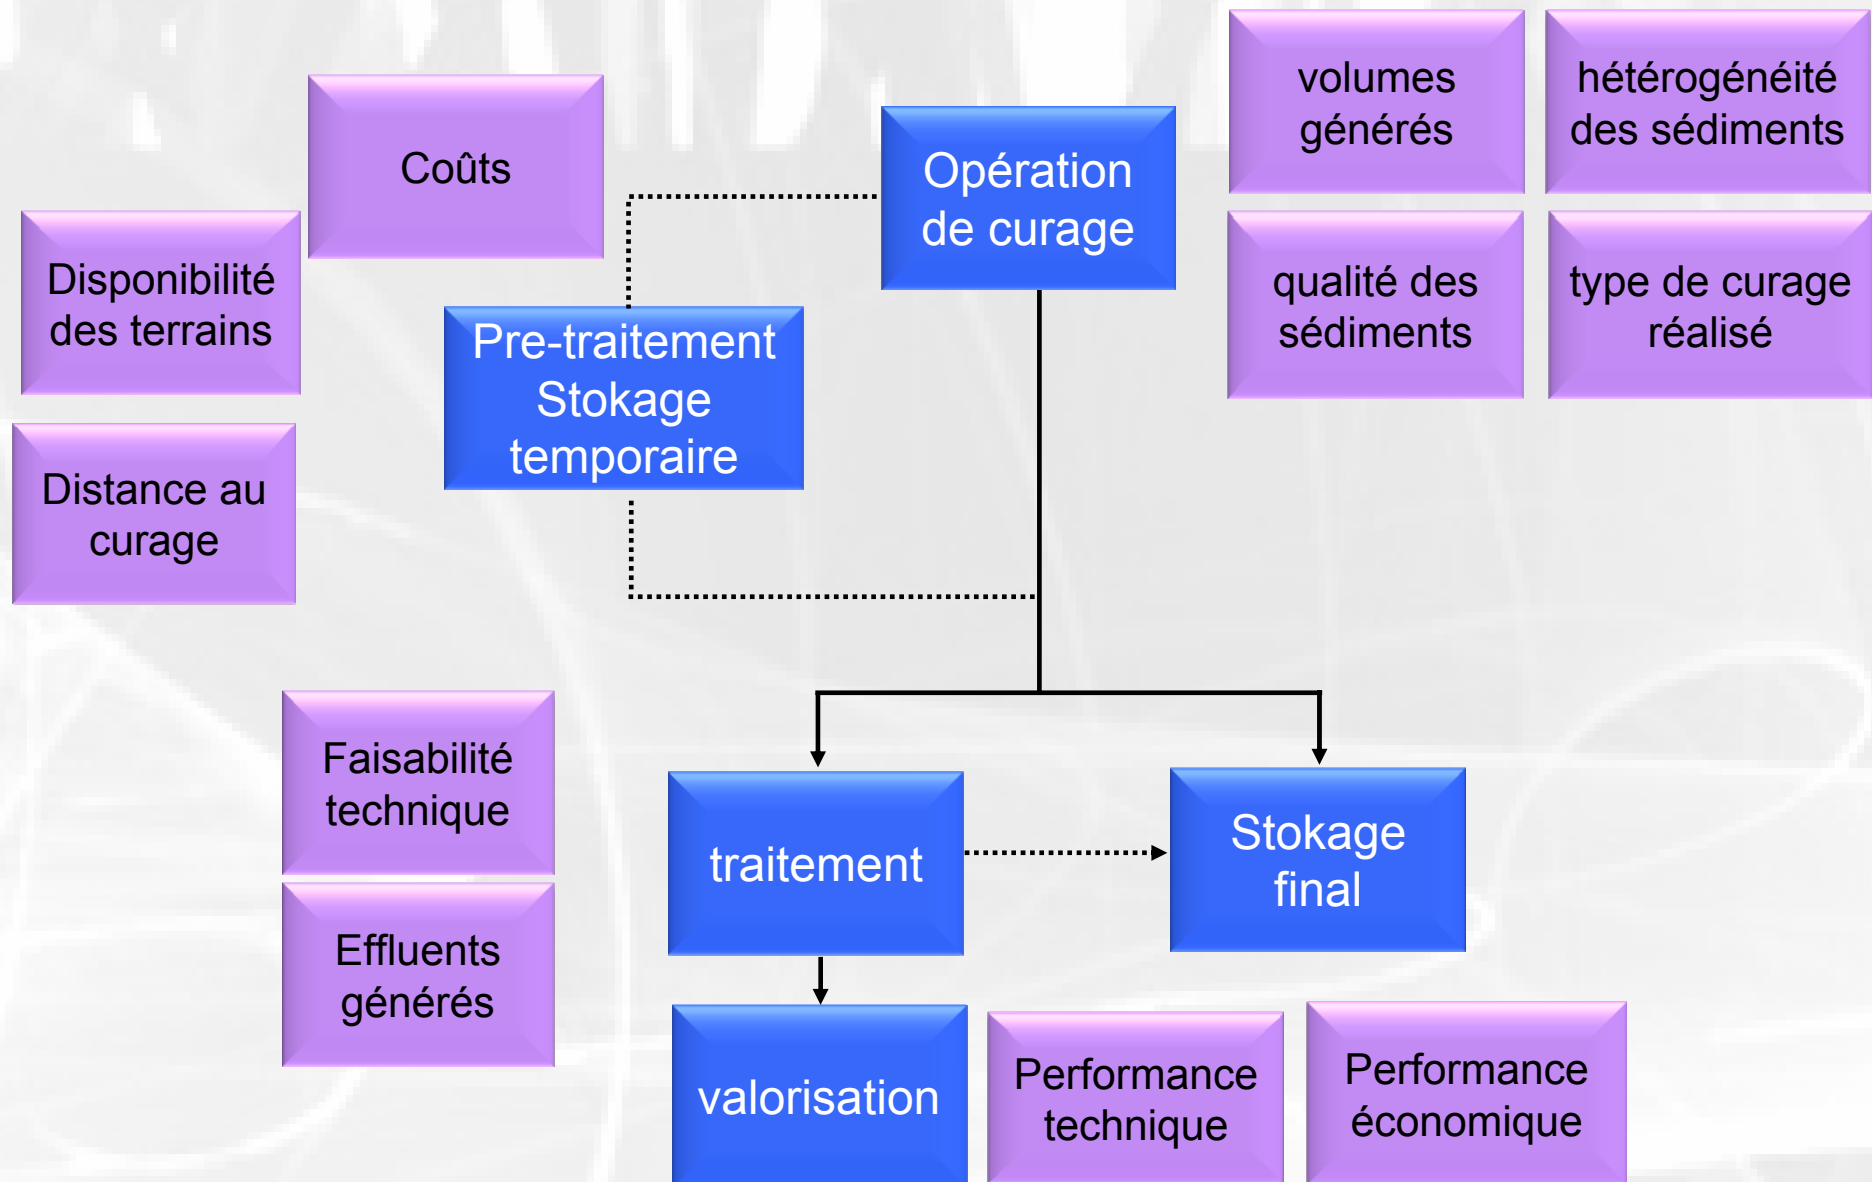 volumes
générés
hétérogénéité
des sédiments
Coûts
Opération
de curage
Disponibilité
des terrains
qualité des
sédiments
type de curage
réalisé
Pre-traitement
Stokage
temporaire
Distance au
curage
Faisabilité
technique
traitement
Stokage
final
Effluents
générés
valorisation
Performance
technique
Performance
économique